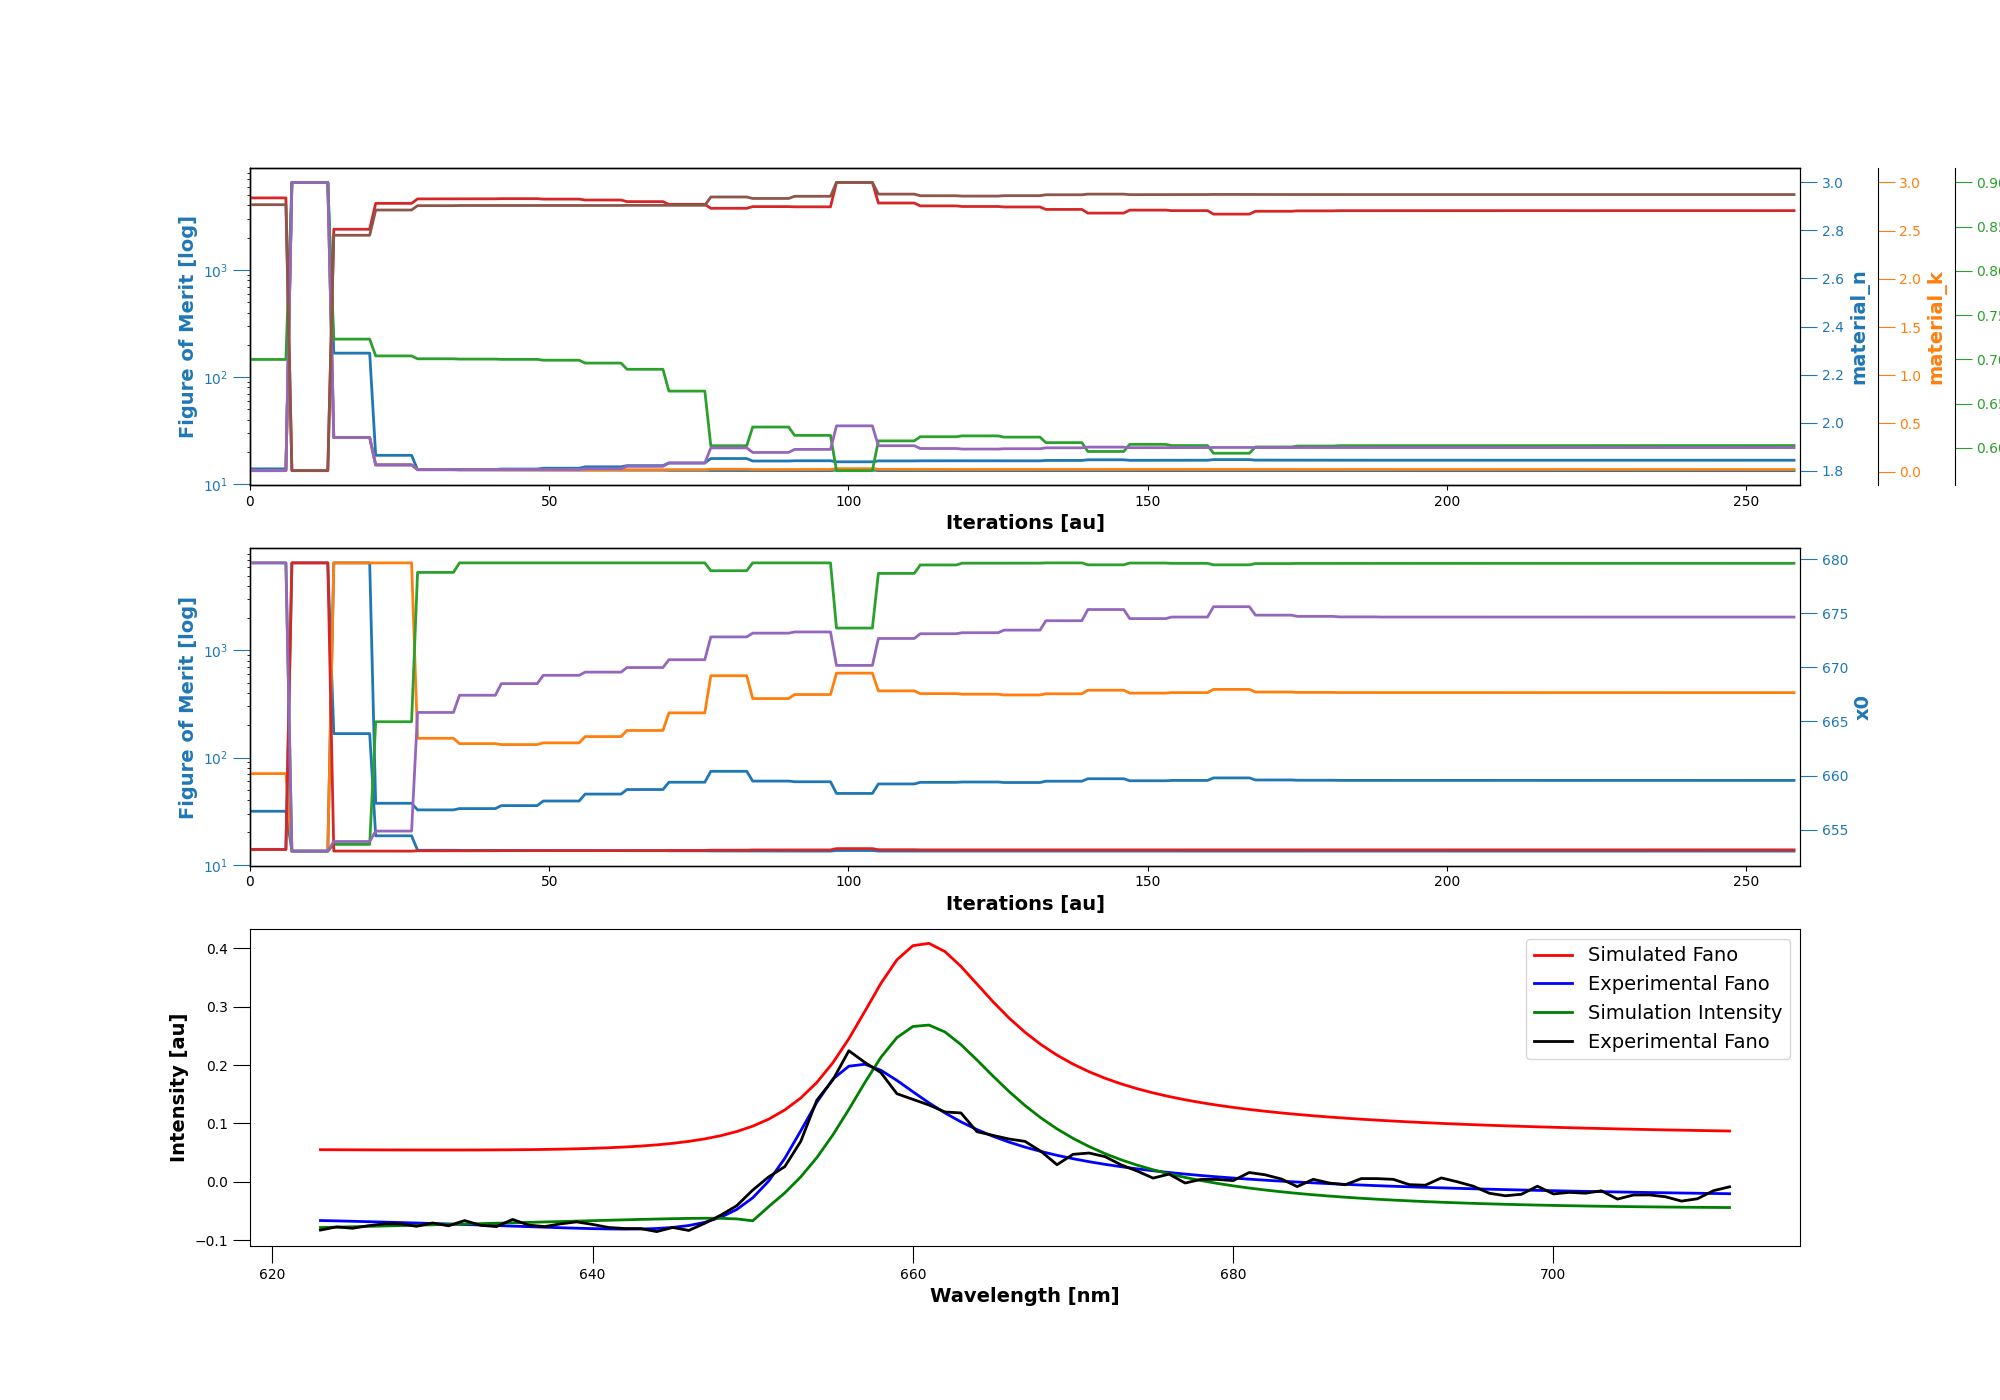 Figure of Merit [log]
10³
10²
10¹
0 50 100 150 200 250
Iterations [au]
3.0
2.8
2.6
2.4
2.2
2.0
1.8
material_n
3.0
2.5
2.0
1.5
1.0
0.5
0.0
material_k
Figure of Merit [log]
10³
10²
10¹
0 50 100 150 200 250
Iterations [au]
680
675
670
665
660
655
x0
Intensity [au]
0.4
0.3
0.2
0.1
0.0
−0.1
620 640 660 680 700
Wavelength [nm]
Simulated Fano
Experimental Fano
Simulation Intensity
Experimental Fano